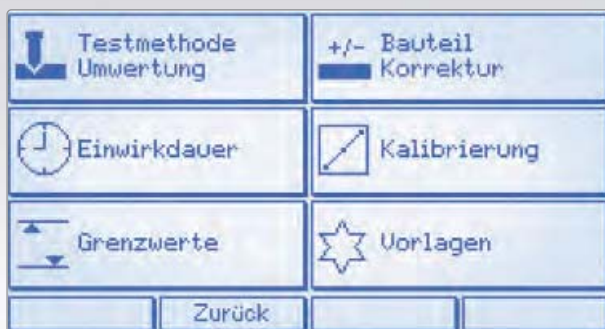 Testmethode
Umwertung
+/- Bauteil
Korrektur
Einwirkdauer
Kalibrierung
Grenzwerte
Vorlagen
Zurück